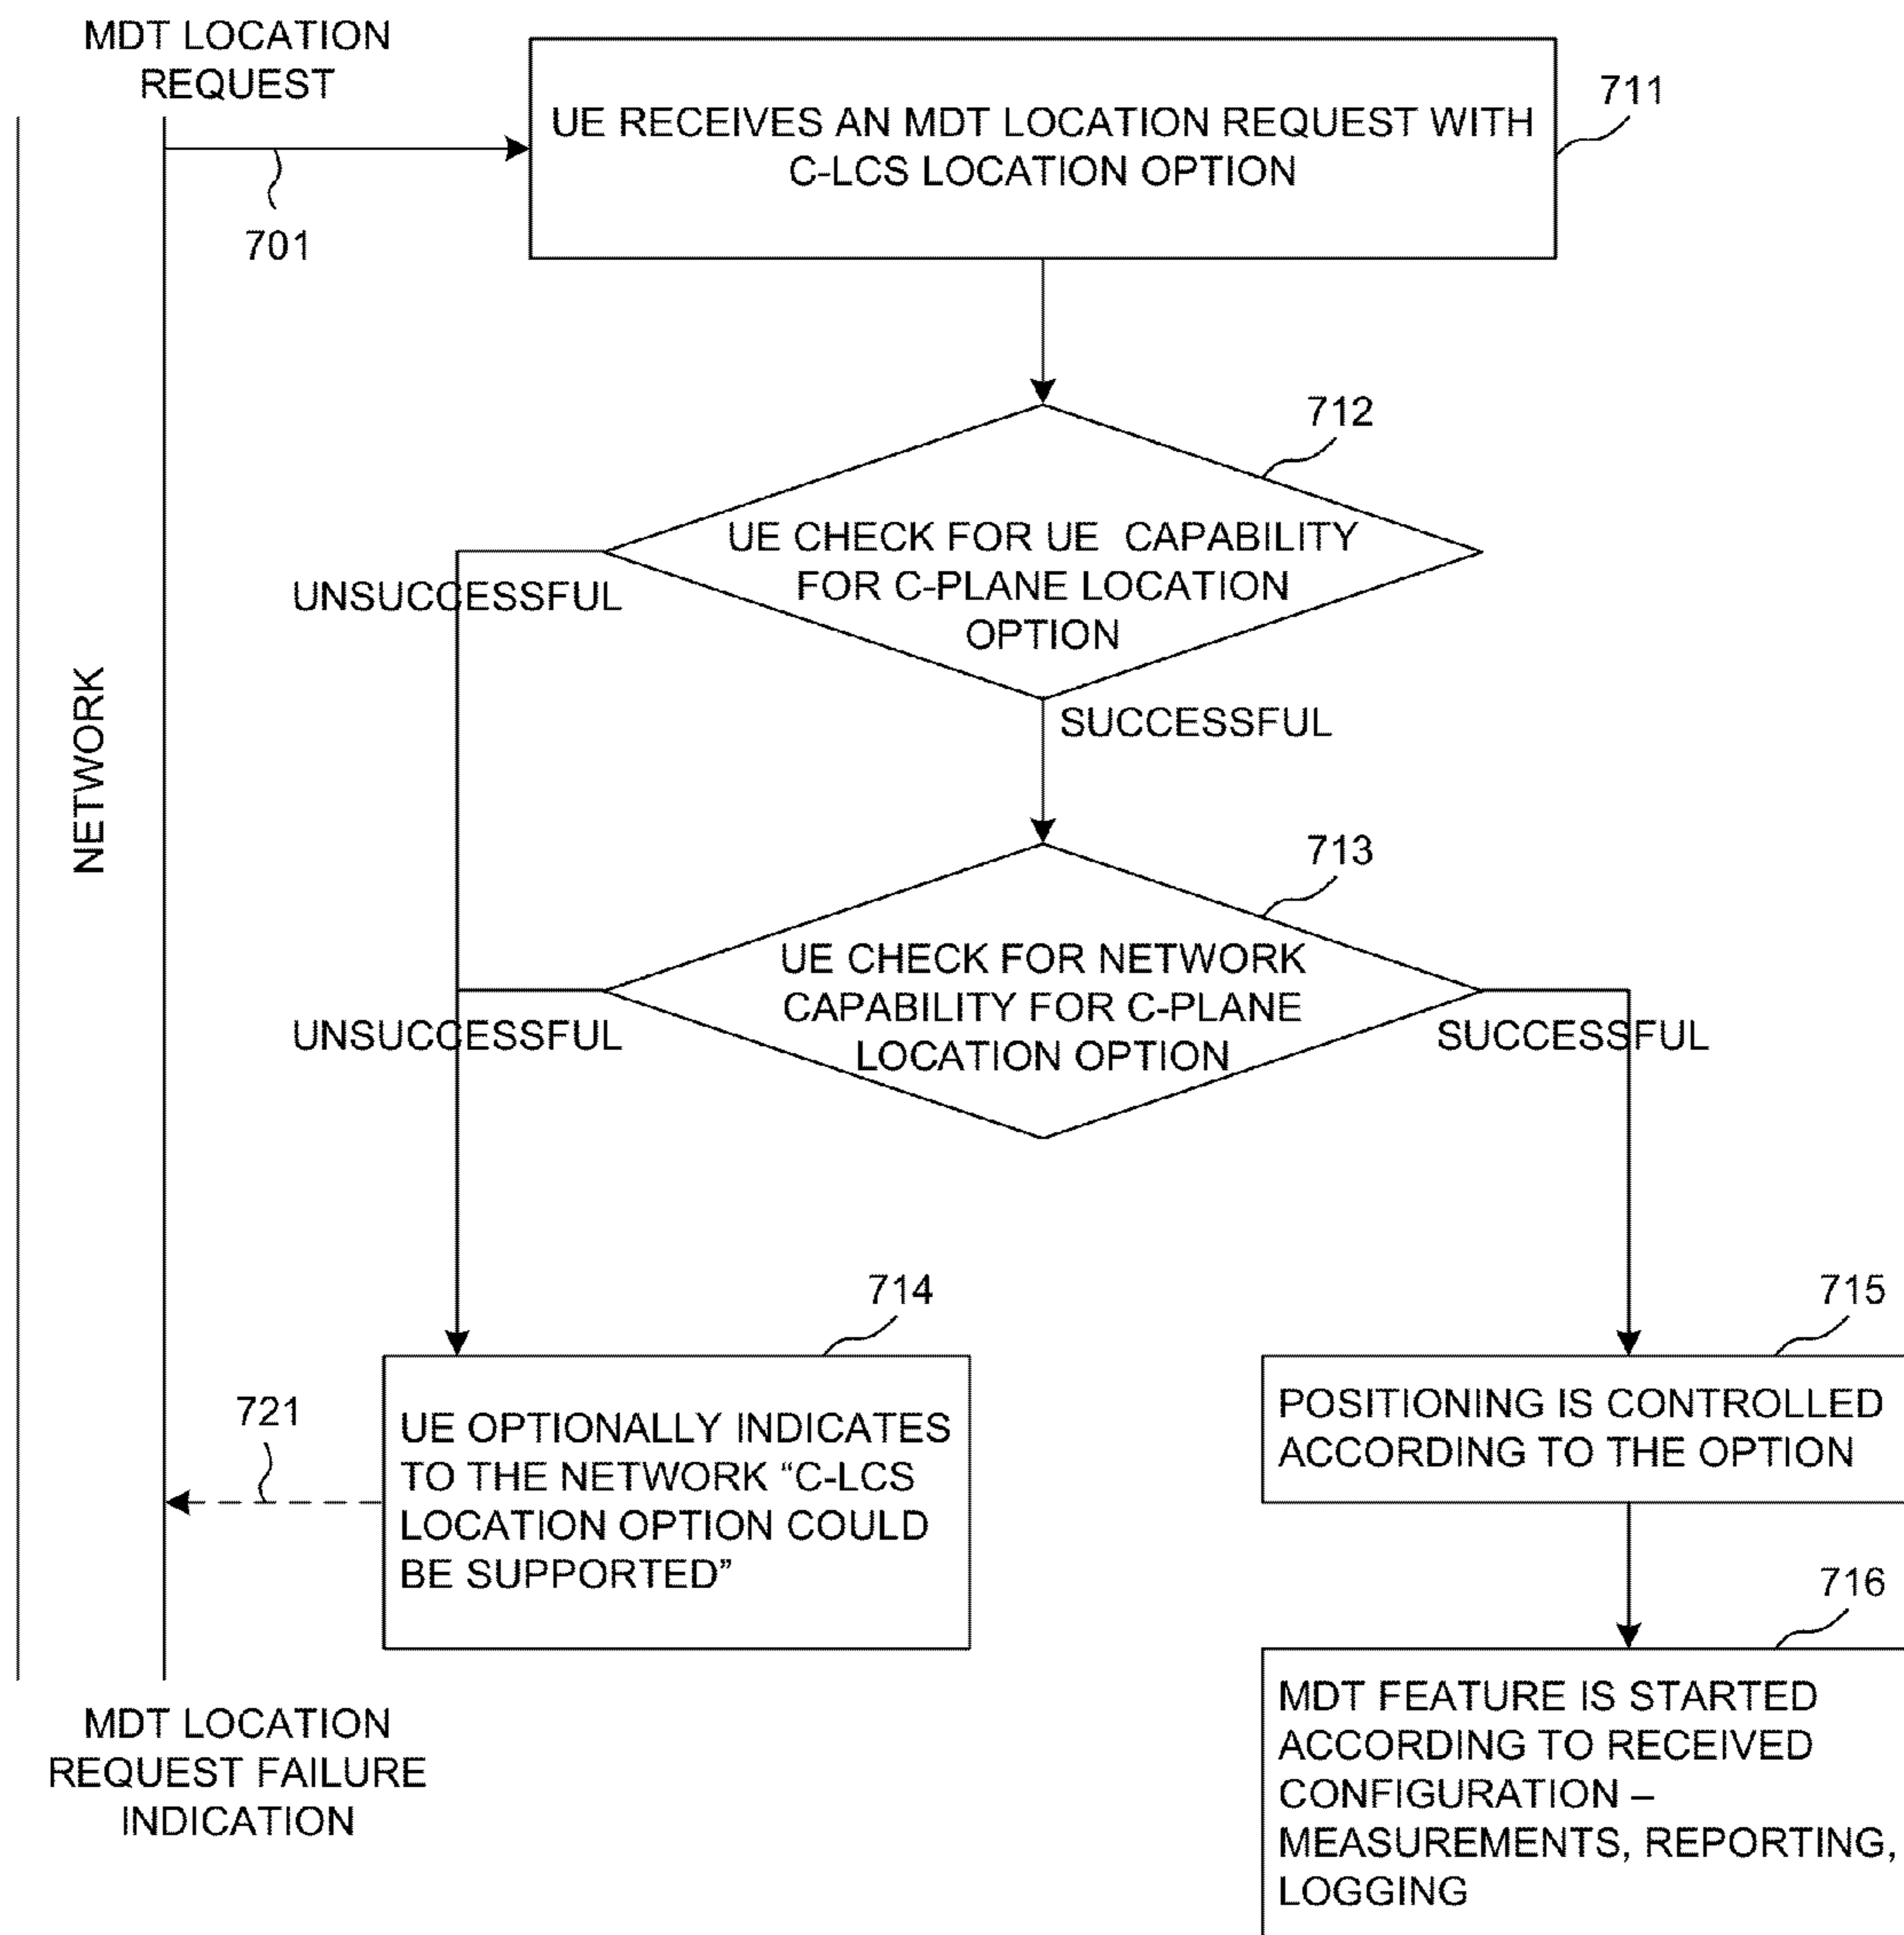 MDT LOCATION
REQUEST
701
UE RECEIVES AN MDT LOCATION REQUEST WITH
C-LCS LOCATION OPTION
711
712
UE CHECK FOR UE CAPABILITY
FOR C-PLANE LOCATION
OPTION
UNSUCCESSFUL
SUCCESSFUL
NETWORK
713
UE CHECK FOR NETWORK
CAPABILITY FOR C-PLANE
LOCATION OPTION
UNSUCCESSFUL
SUCCESSFUL
714
UE OPTIONALLY INDICATES
TO THE NETWORK “C-LCS
LOCATION OPTION COULD
BE SUPPORTED”
721
715
POSITIONING IS CONTROLLED
ACCORDING TO THE OPTION
716
MDT FEATURE IS STARTED
ACCORDING TO RECEIVED
CONFIGURATION –
MEASUREMENTS, REPORTING,
LOGGING
MDT LOCATION
REQUEST FAILURE
INDICATION